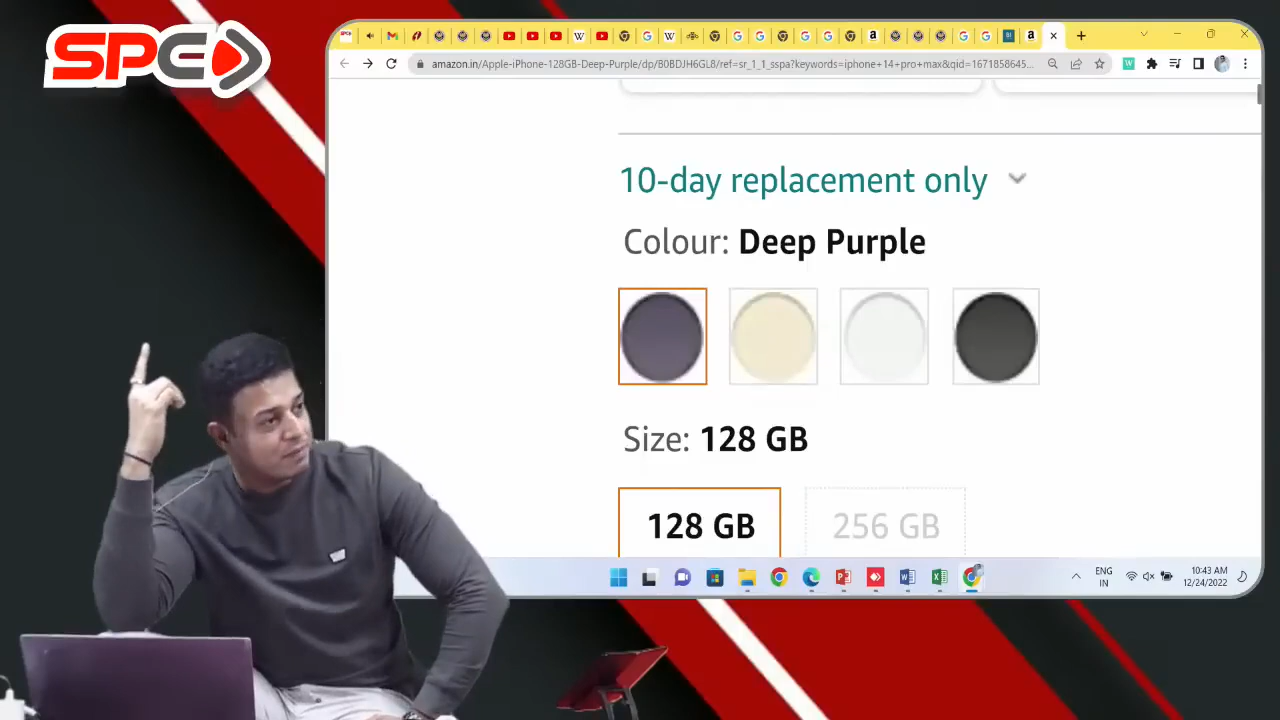 SPE
amazon.in/Apple-iPhone-128GB-Deep-Purple/dp/B0BDJH6GL8/ref=sr_1_1_sspa?keywords=iphone+14+pro+max&qid=1671858645...
10-day replacement only
Colour: Deep Purple
Size: 128 GB
128 GB
256 GB
ENG
IN
10:43 AM
12/24/2022